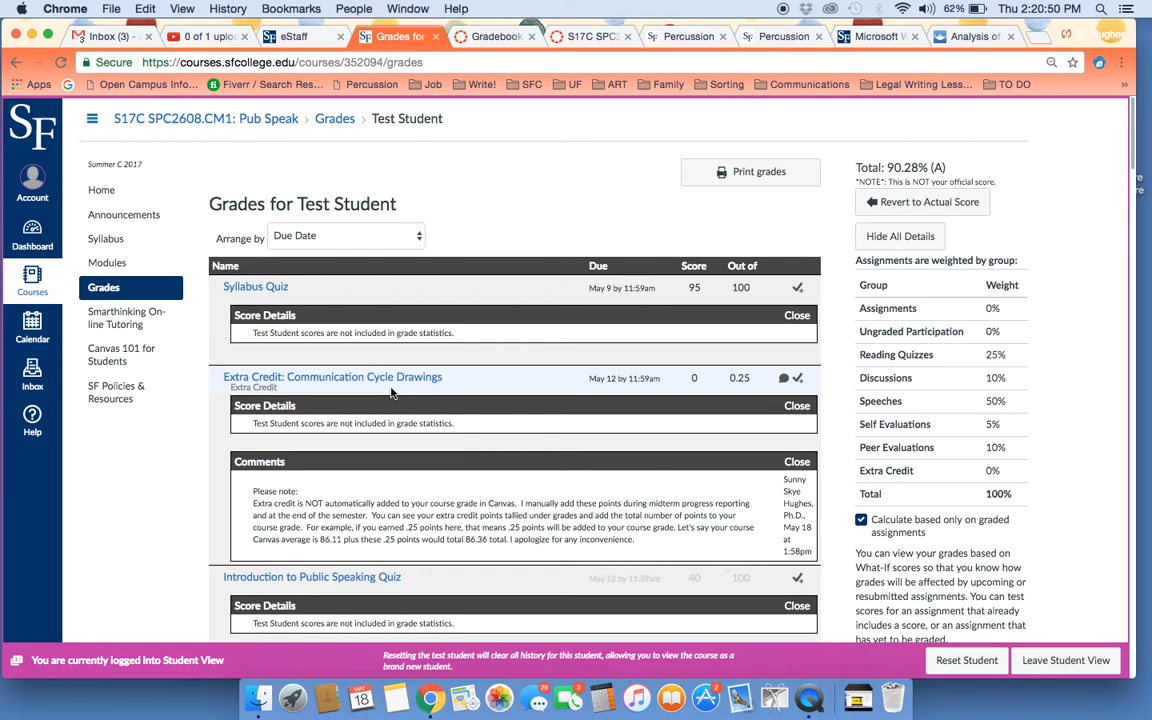 Chrome File Edit View History Bookmarks People Window Help 62% Thu 2:20:50 PM
Inbox (3) - 0 of 1 uplo eStaff Grades for Gradebook S17C SPC2 Percussion Percussion Microsoft W Analysis of Hughes
Secure https://courses.sfcollege.edu/courses/352094/grades
Apps Open Campus Info... Fiverr / Search Res... Percussion Job Write! SFC UF ART Family Sorting Communications Legal Writing Less... TO DO »
SF
Account
Dashboard
Courses
Calendar
Inbox
Help
S17C SPC2608.CM1: Pub Speak › Grades › Test Student
Summer C 2017
Home
Announcements
Syllabus
Modules
Grades
Smarthinking On-
line Tutoring
Canvas 101 for
Students
SF Policies &
Resources
Print grades
Grades for Test Student
Arrange by Due Date
Name Due Score Out of
Syllabus Quiz May 9 by 11:59am 95 100
Score Details Close
Test Student scores are not included in grade statistics.
Extra Credit: Communication Cycle Drawings May 12 by 11:59am 0 0.25
Extra Credit
Score Details Close
Test Student scores are not included in grade statistics.
Comments Close
Please note:
Extra credit is NOT automatically added to your course grade in Canvas. I manually add these points during midterm progress reporting
and at the end of the semester. You can see your extra credit points tallied under grades and add the total number of points to your
course grade. For example, if you earned .25 points here, that means .25 points will be added to your course grade. Let's say your course
Canvas average is 86.11 plus these .25 points would total 86.36 total. I apologize for any inconvenience.
Sunny
Skye
Hughes,
Ph.D.,
May 18
at
1:58pm
Introduction to Public Speaking Quiz May 12 by 11:59am 40 100
Score Details Close
Test Student scores are not included in grade statistics.
Total: 90.28% (A)
*NOTE*: This is NOT your official score.
Revert to Actual Score
Hide All Details
Assignments are weighted by group:
Group Weight
Assignments 0%
Ungraded Participation 0%
Reading Quizzes 25%
Discussions 10%
Speeches 50%
Self Evaluations 5%
Peer Evaluations 10%
Extra Credit 0%
Total 100%
Calculate based only on graded
assignments
You can view your grades based on
What-If scores so that you know how
grades will be affected by upcoming or
resubmitted assignments. You can test
scores for an assignment that already
includes a score, or an assignment that
has yet to be graded.
You are currently logged into Student View
Resetting the test student will clear all history for this student, allowing you to view the course as a
brand new student.
Reset Student Leave Student View
MAY
18